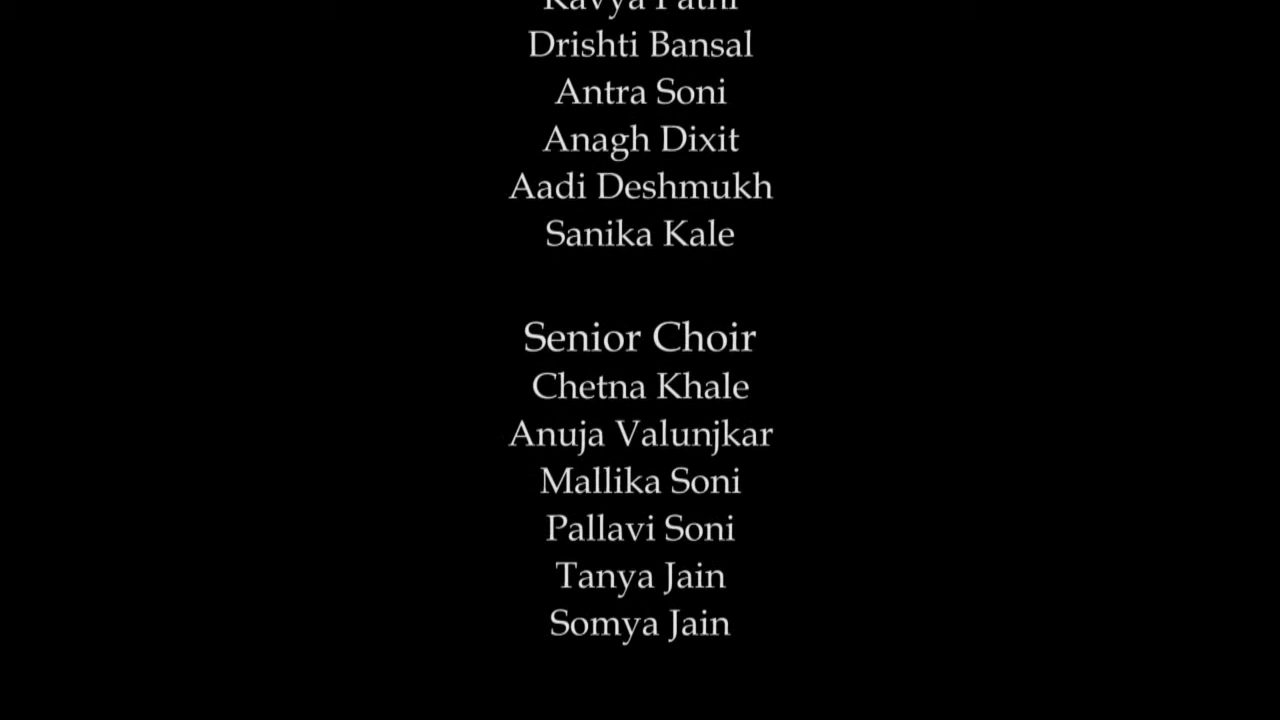 Drishti Bansal
Antra Soni
Anagh Dixit
Aadi Deshmukh
Sanika Kale
Senior Choir
Chetna Khale
Anuja Valunjkar
Mallika Soni
Pallavi Soni
Tanya Jain
Somya Jain